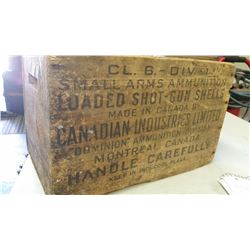 CL. 6.-DIV.
SMALL ARMS AMMUNITION
LOADED SHOT-GUN SHELLS
MADE IN CANADA BY
CANADIAN INDUSTRIES LIMITED
"DOMINION" AMMUNITION DIVISION
MONTREAL, CANADA
HANDLE CAREFULLY
KEEP IN DRY COOL PLACE